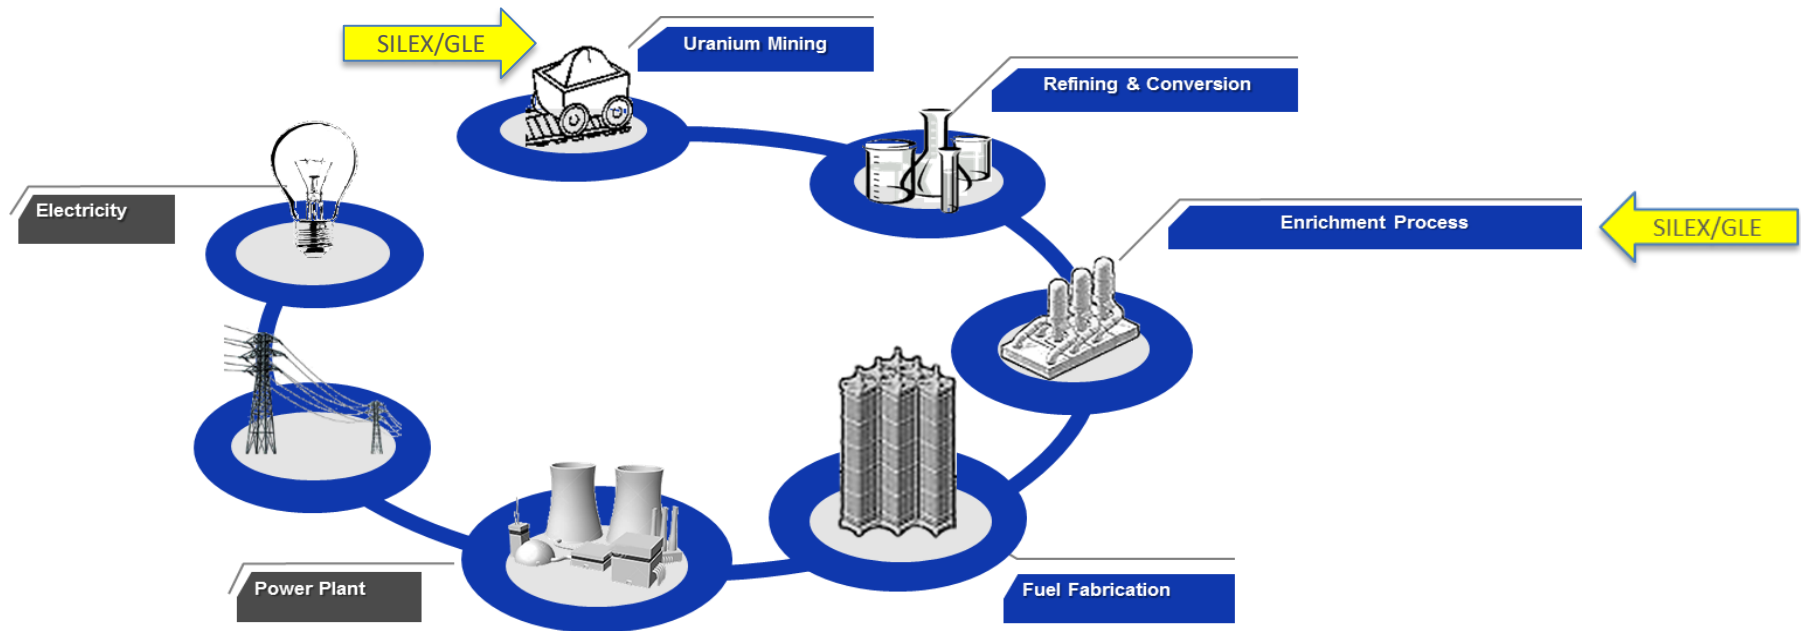 SILEX/GLE
Uranium Mining
Refining & Conversion
Electricity
Enrichment Process
SILEX/GLE
Power Plant
Fuel Fabrication